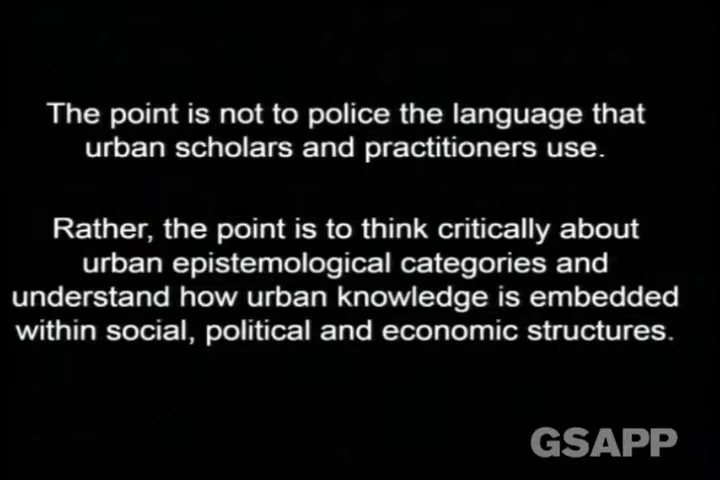 The point is not to police the language that
urban scholars and practitioners use.
Rather, the point is to think critically about
urban epistemological categories and
understand how urban knowledge is embedded
within social, political and economic structures.
GSAPP